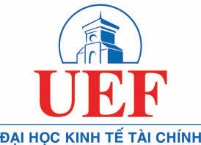 UEF
ĐẠI HỌC KINH TẾ TÀI CHÍNH